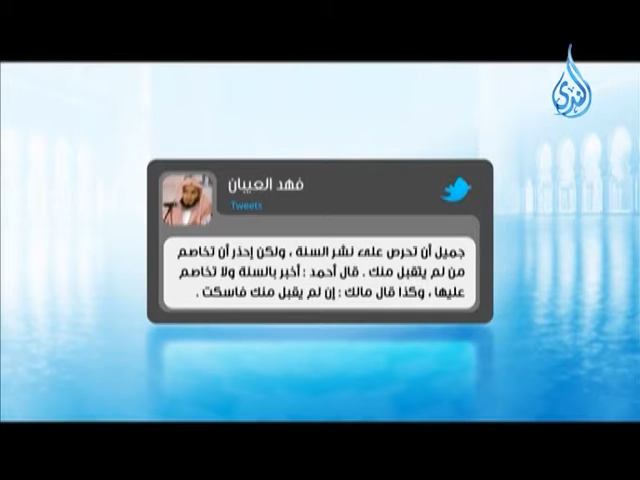 الندى
فهد العيبان
Tweets
جميل أن تحرص على نشر السنة ، ولكن إحذر أن تخاصم
من لم يتقبل منك . قال أحمد : أخبر بالسنة ولا تخاصم
عليها ، وكذا قال مالك : إن لم يقبل منك فاسكت .